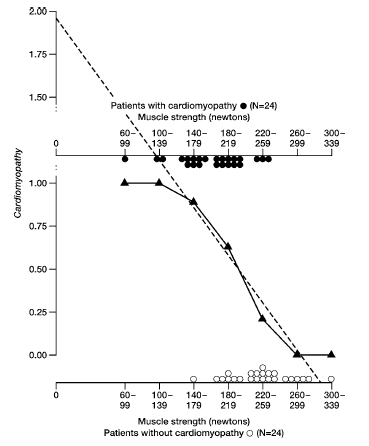 2.00
1.75
1.50
Patients with cardiomyopathy ● (N=24)
Muscle strength (newtons)
0 60– 100– 140– 180– 220– 260– 300–
99 139 179 219 259 299 339
Cardiomyopathy
1.00
0.75
0.50
0.25
0.00
0 60– 100– 140– 180– 220– 260– 300–
99 139 179 219 259 299 339
Muscle strength (newtons)
Patients without cardiomyopathy ○ (N=24)